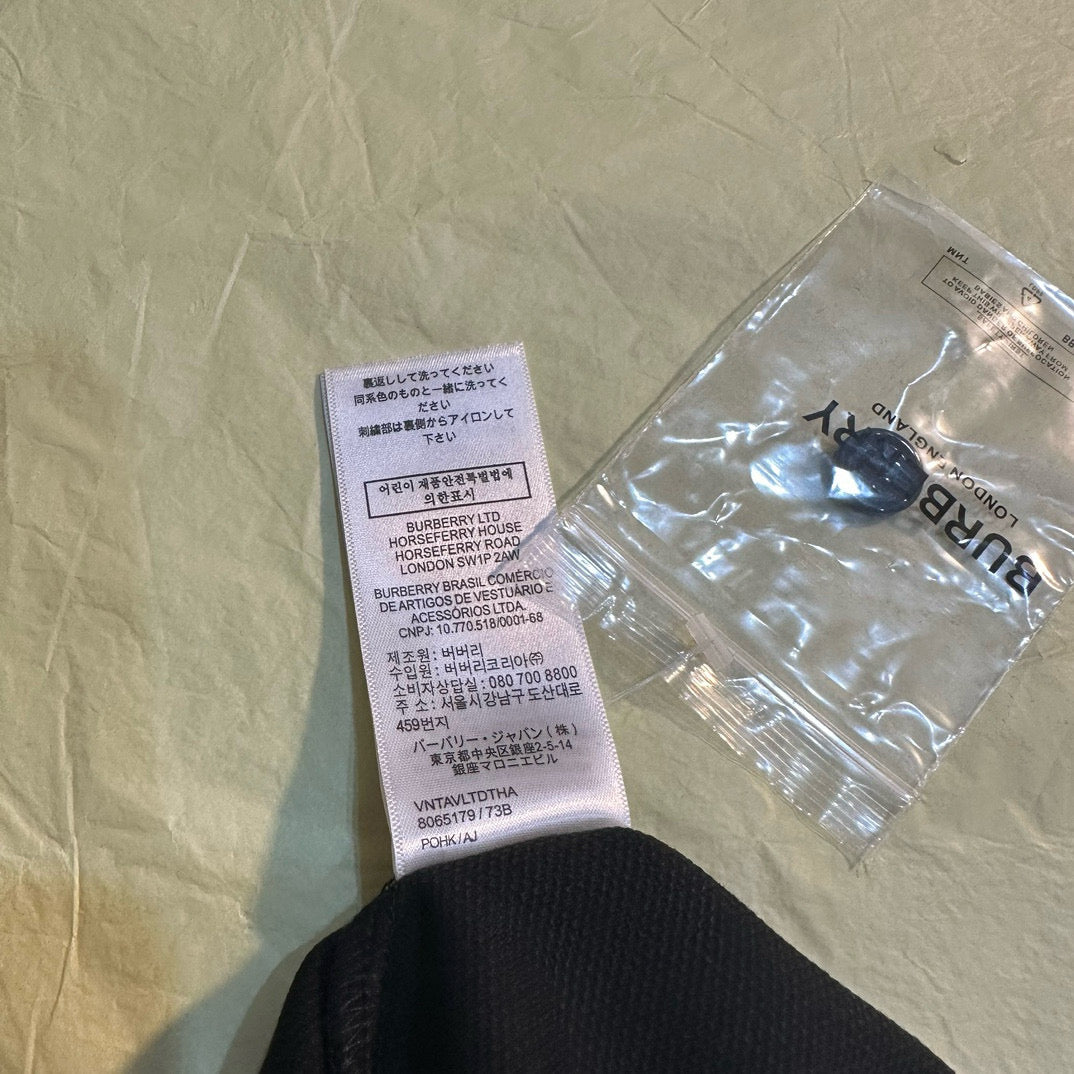 裏返しして洗ってください
同系色のものと一緒に洗ってく
ださい
刺繍部は裏側からアイロンして
下さい
어린이 제품안전특별법에
의한표시
BURBERRY LTD
HORSEFERRY HOUSE
HORSEFERRY ROAD
LONDON SW1P 2AW
BURBERRY BRASIL COMÉRCIO
DE ARTIGOS DE VESTUÁRIO E
ACESSÓRIOS LTDA.
CNPJ: 10.770.518/0001-68
제조원 : 버버리
수입원 : 버버리코리아㈜
소비자상담실 : 080 700 8800
주 소 : 서울시강남구 도산대로
459번지
バーバリー・ジャパン ( 株 )
東京都中央区銀座2-5-14
銀座マロニエビル
VNTAVLTDTHA
8065179 / 73B
POHK / AJ
BURB RY
LONDON ENGLAND